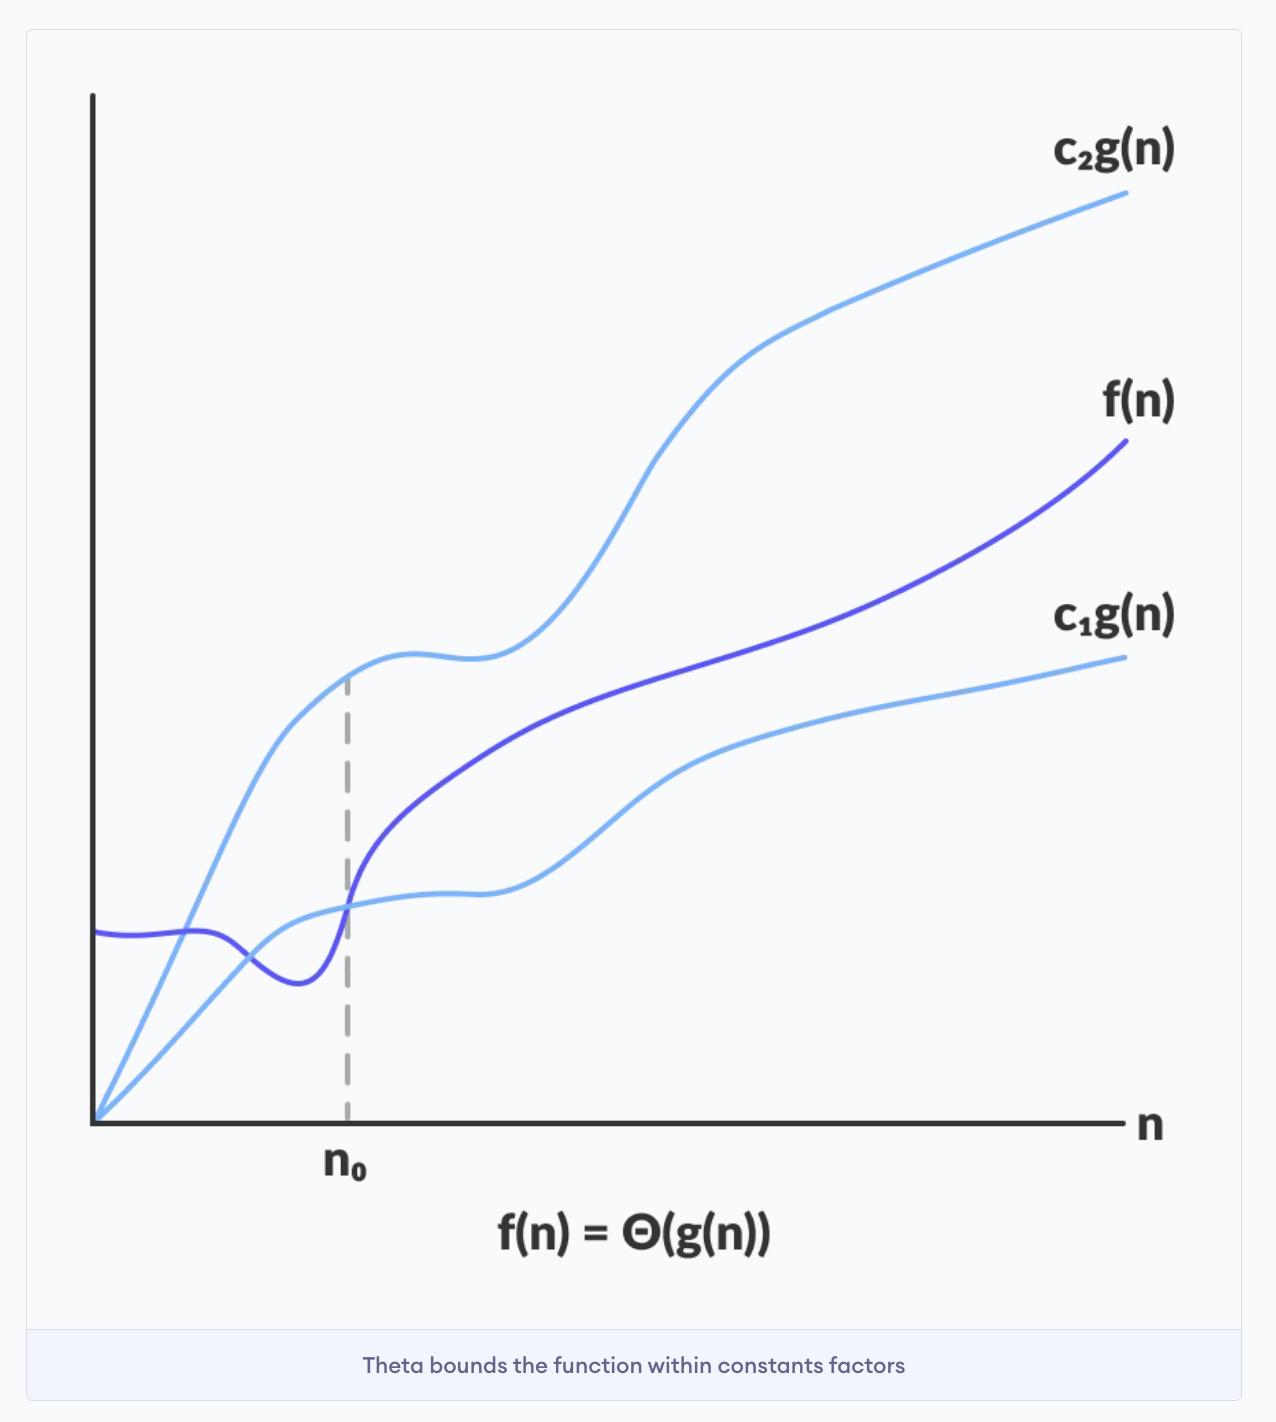 c₂g(n)
f(n)
c₁g(n)
n
n₀
f(n) = Θ(g(n))
Theta bounds the function within constants factors